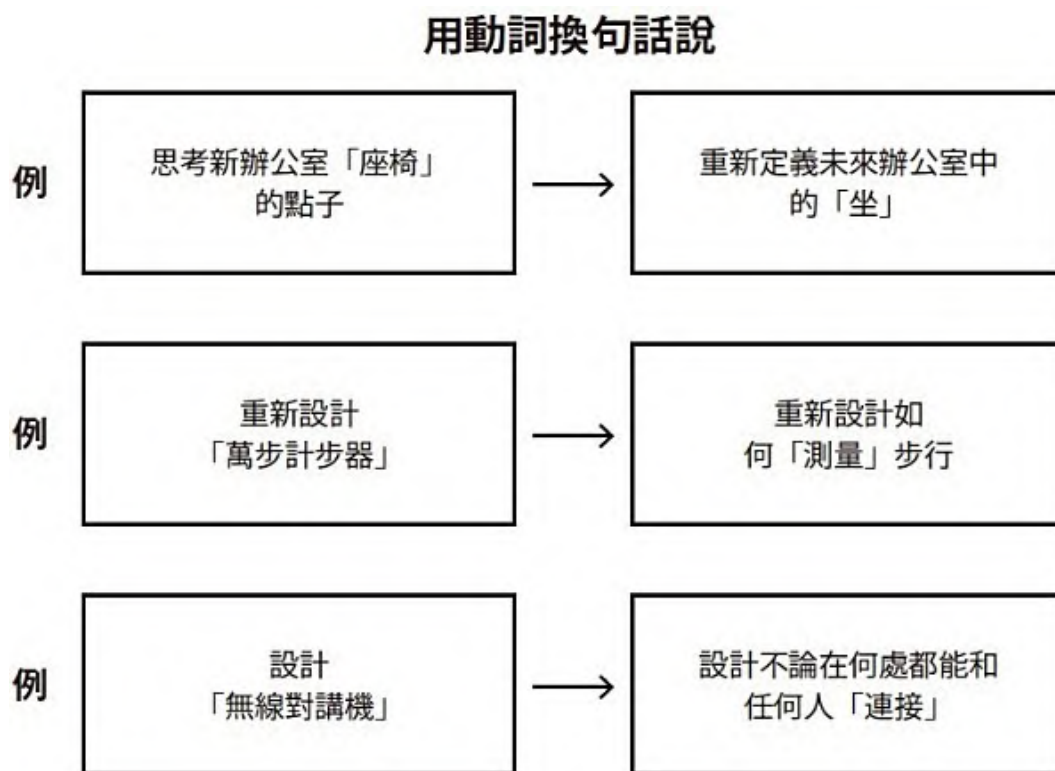 用動詞換句話說
例
思考新辦公室「座椅」
的點子
重新定義未來辦公室中
的「坐」
例
重新設計
「萬步計步器」
重新設計如
何「測量」步行
例
設計
「無線對講機」
設計不論在何處都能和
任何人「連接」